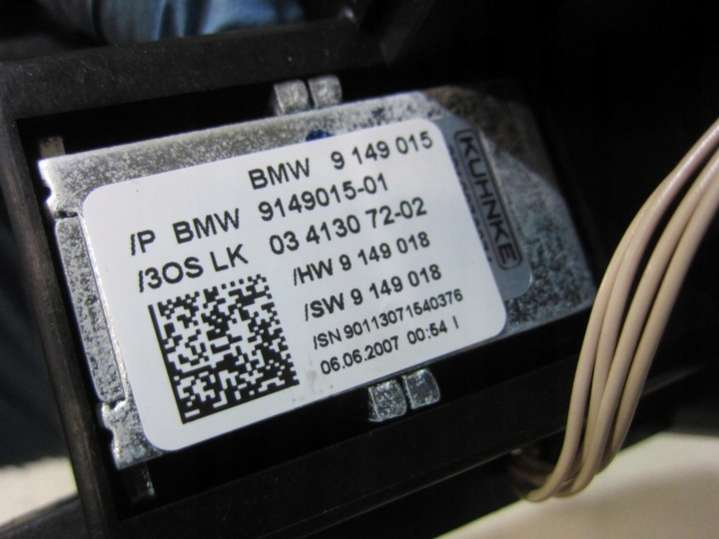 BMW 9 149 015
/P BMW 9149015-01
/3OS LK 03 4130 72-02
/HW 9 149 018
/SW 9 149 018
/SN 90113071540376
06.06.2007 00:54 I
KUHNKE